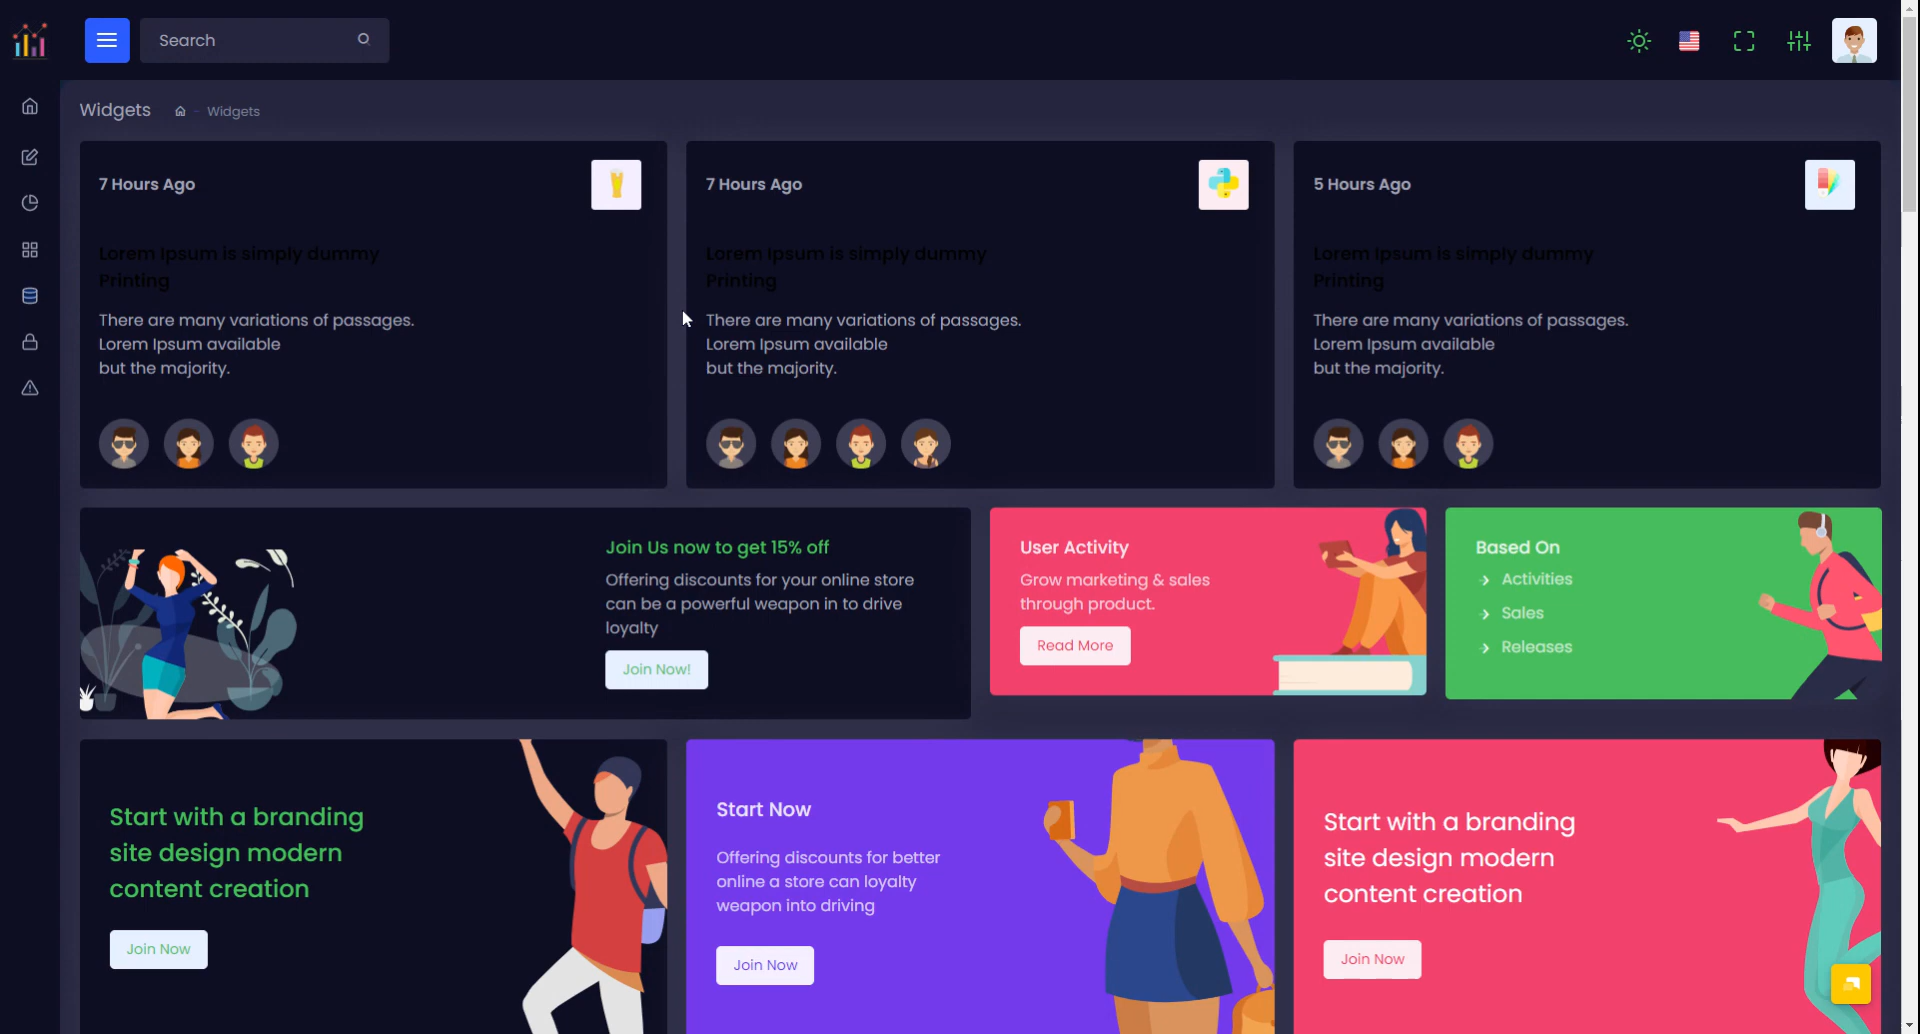 Search
Widgets
Widgets
7 Hours Ago
Lorem Ipsum is simply dummy
Printing
There are many variations of passages.
Lorem Ipsum available
but the majority.
7 Hours Ago
Lorem Ipsum is simply dummy
Printing
There are many variations of passages.
Lorem Ipsum available
but the majority.
5 Hours Ago
Lorem Ipsum is simply dummy
Printing
There are many variations of passages.
Lorem Ipsum available
but the majority.
Join Us now to get 15% off
Offering discounts for your online store
can be a powerful weapon in to drive
loyalty
Join Now!
User Activity
Grow marketing & sales
through product.
Read More
Based On
Activities
Sales
Releases
Start with a branding
site design modern
content creation
Join Now
Start Now
Offering discounts for better
online a store can loyalty
weapon into driving
Join Now
Start with a branding
site design modern
content creation
Join Now